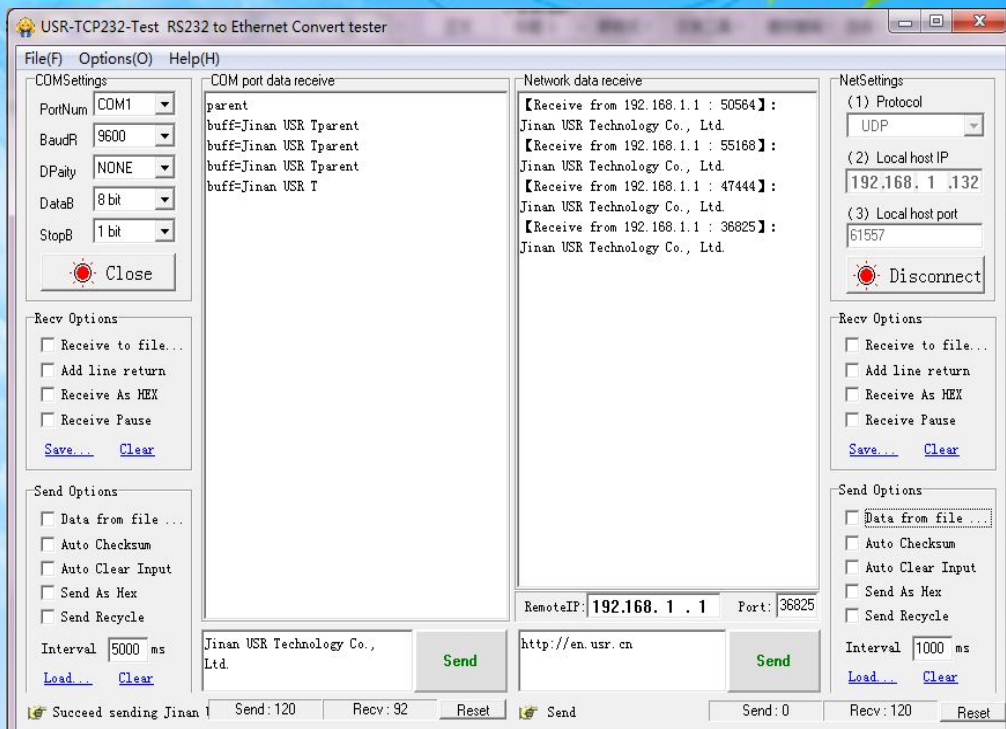 USR-TCP232-Test RS232 to Ethernet Convert tester
File(F) Options(O) Help(H)
COMSettings
PortNum COM1
BaudR 9600
DPaity NONE
DataB 8 bit
StopB 1 bit
Close
Recv Options
Receive to file...
Add line return
Receive As HEX
Receive Pause
Save... Clear
Send Options
Data from file ...
Auto Checksum
Auto Clear Input
Send As Hex
Send Recycle
Interval 5000 ms
Load... Clear
COM port data receive
parent
buff=Jinan USR Tparent
buff=Jinan USR Tparent
buff=Jinan USR Tparent
buff=Jinan USR T
Jinan USR Technology Co.,
Ltd.
Send
Network data receive
【Receive from 192.168.1.1 : 50564】:
Jinan USR Technology Co., Ltd.
【Receive from 192.168.1.1 : 55168】:
Jinan USR Technology Co., Ltd.
【Receive from 192.168.1.1 : 47444】:
Jinan USR Technology Co., Ltd.
【Receive from 192.168.1.1 : 36825】:
Jinan USR Technology Co., Ltd.
RemoteIP: 192.168. 1 . 1 Port: 36825
http://en.usr.cn
Send
NetSettings
(1) Protocol
UDP
(2) Local host IP
192.168. 1 .132
(3) Local host port
61557
Disconnect
Recv Options
Receive to file...
Add line return
Receive As HEX
Receive Pause
Save... Clear
Send Options
Data from file ...
Auto Checksum
Auto Clear Input
Send As Hex
Send Recycle
Interval 1000 ms
Load... Clear
Succeed sending Jinan Send : 120 Recv : 92 Reset
Send Send : 0 Recv : 120 Reset